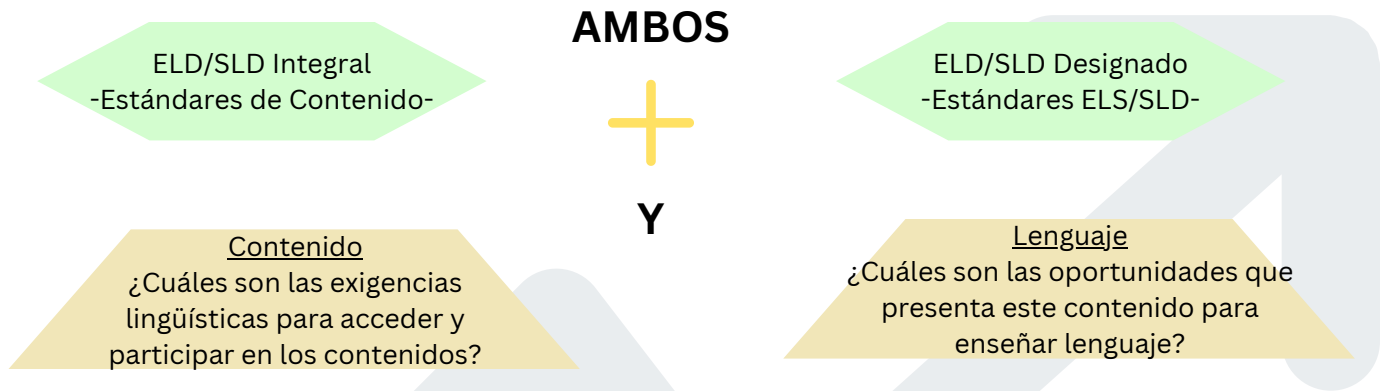 ELD/SLD Integral
-Estándares de Contenido-
AMBOS
Y
ELD/SLD Designado
-Estándares ELS/SLD-
Contenido
¿Cuáles son las exigencias
lingüísticas para acceder y
participar en los contenidos?
Lenguaje
¿Cuáles son las oportunidades que
presenta este contenido para
enseñar lenguaje?